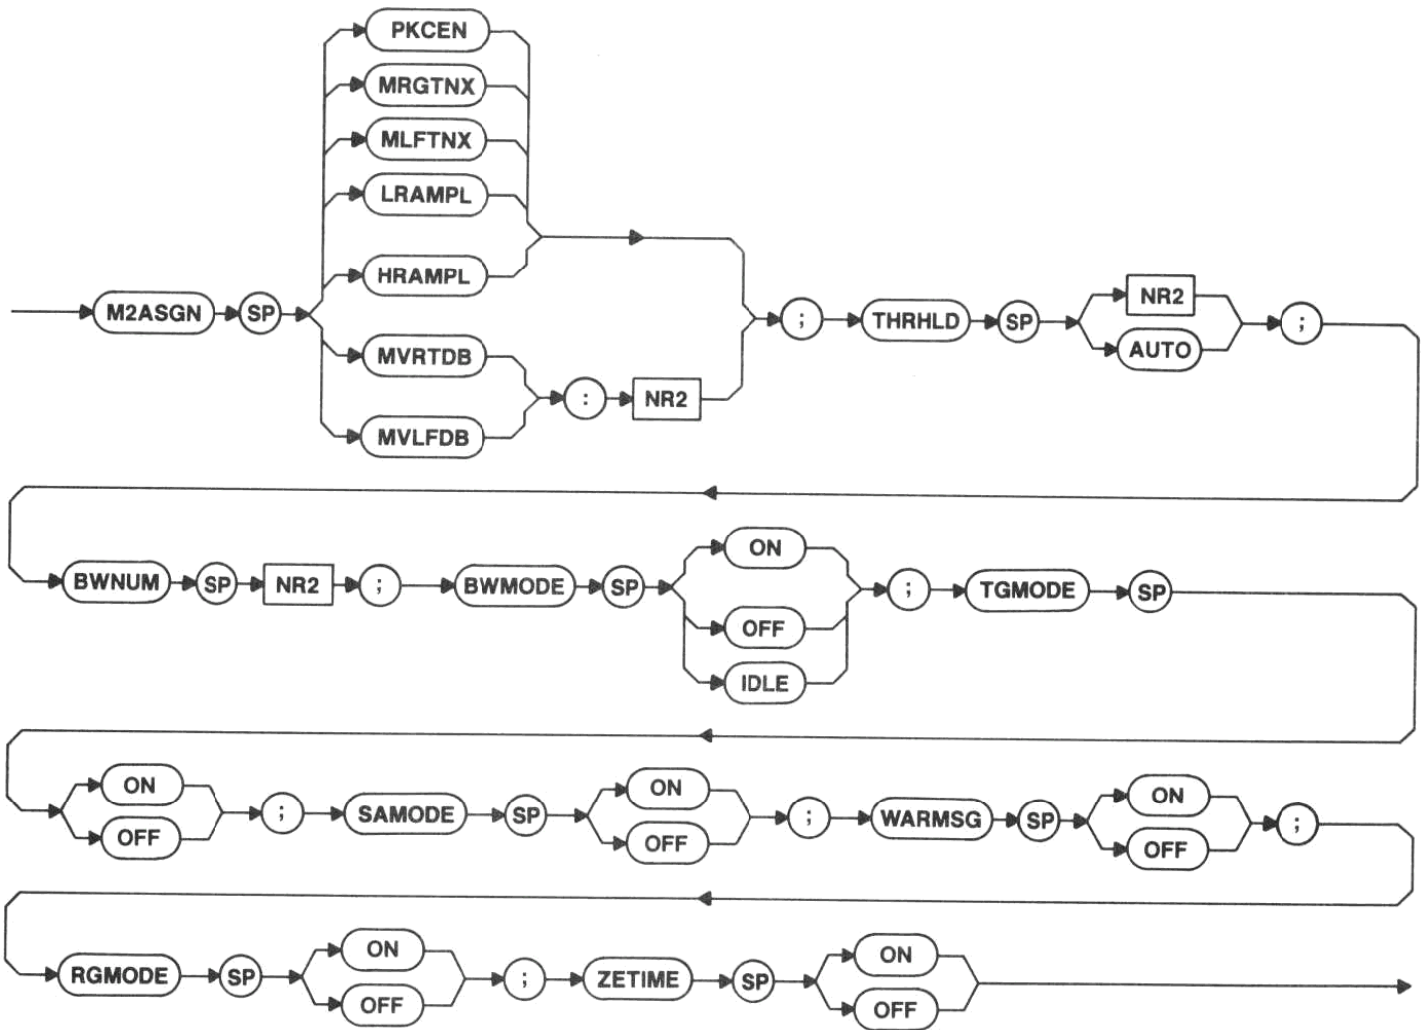 PKCEN
MRGTNX
MLFTNX
LRAMPL
HRAMPL
M2ASGN SP
MVRTDB
MVLFDB
: NR2
; THRHLD SP
NR2
AUTO
;
BWNUM SP NR2 ; BWMODE SP
ON
OFF
IDLE
; TGMODE SP
ON
OFF
; SAMODE SP
ON
OFF
; WARMSG SP
ON
OFF
;
RGMODE SP
ON
OFF
; ZETIME SP
ON
OFF